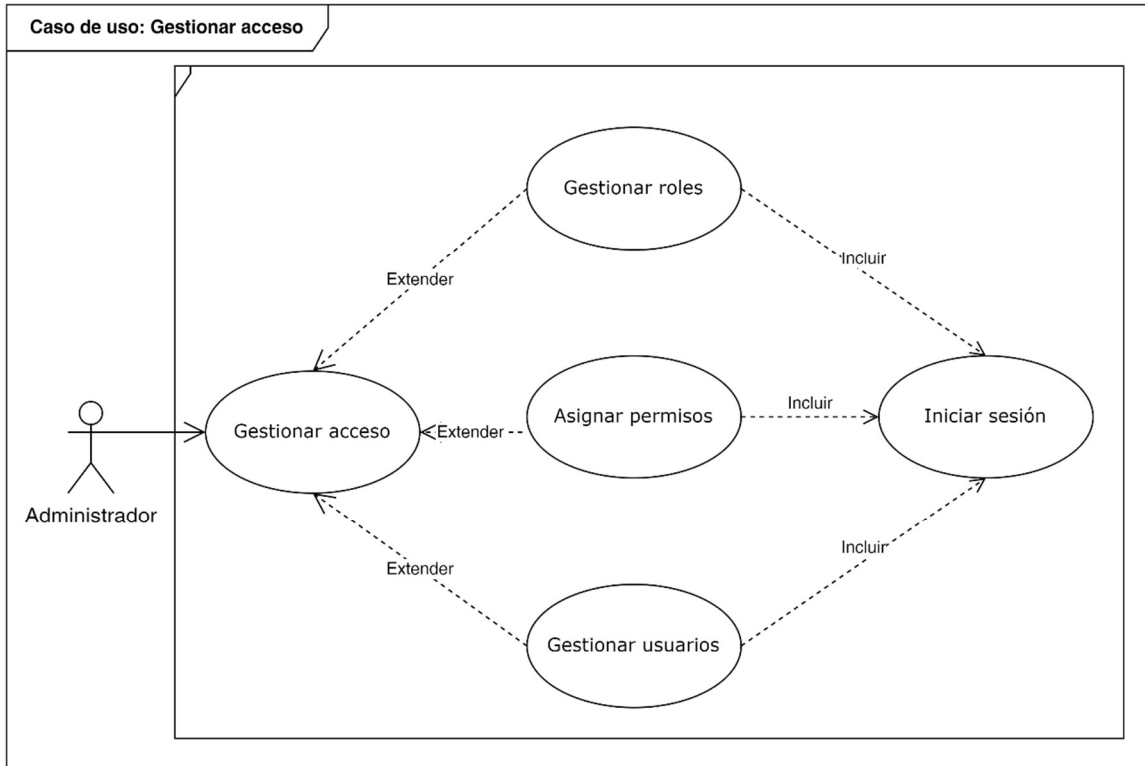 Caso de uso: Gestionar acceso
Gestionar roles
Extender
Incluir
Gestionar acceso
Extender
Asignar permisos
Incluir
Iniciar sesión
Administrador
Extender
Incluir
Gestionar usuarios